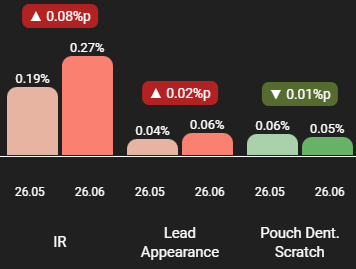 ▲ 0.08%p
0.27%
0.19%
▲ 0.02%p
0.04%
0.06%
▼ 0.01%p
0.06%
0.05%
26.05 26.06 26.05 26.06 26.05 26.06
IR
Lead
Appearance
Pouch Dent.
Scratch